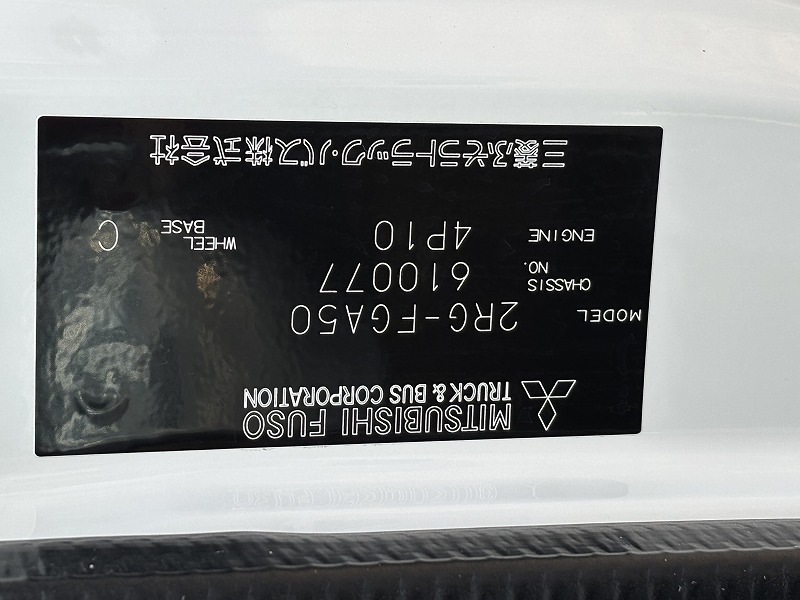 MITSUBISHI FUSO
TRUCK & BUS CORPORATION
MODEL 2RG-FGA50
CHASSIS NO. 610077
ENGINE 4P10 WHEEL BASE C
三菱ふそうトラック・バス株式会社